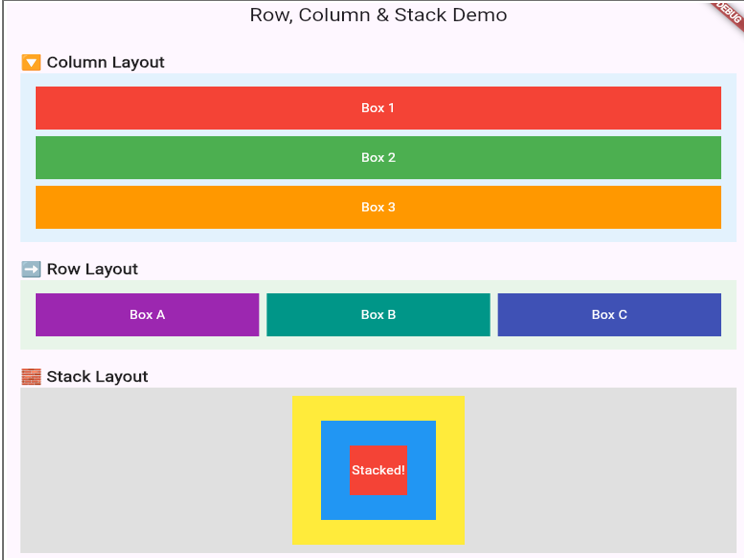 Row, Column & Stack Demo
DEBUG
🔽 Column Layout
Box 1
Box 2
Box 3
➡️ Row Layout
Box A
Box B
Box C
🧱 Stack Layout
Stacked!